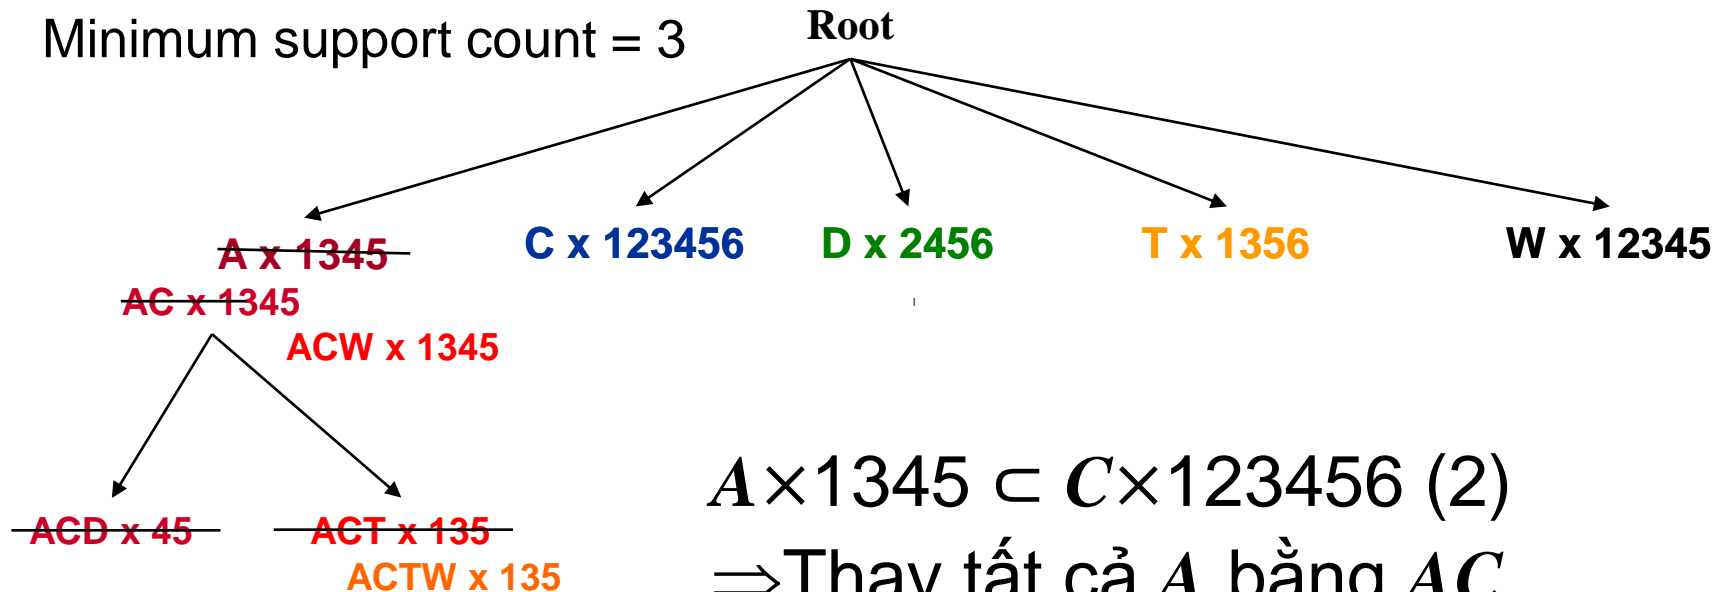 Minimum support count = 3
Root
A x 1345
C x 123456
D x 2456
T x 1356
W x 12345
AC x 1345
ACW x 1345
A×1345 ⊂ C×123456 (2)
ACD x 45
ACT x 135
⇒Thay tất cả A bằng AC
ACTW x 135